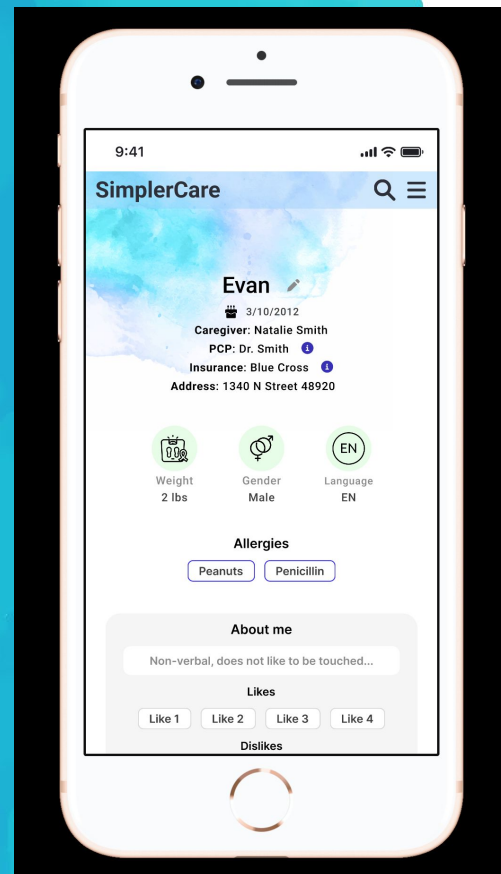 9:41
SimplerCare
Evan
3/10/2012
Caregiver: Natalie Smith
PCP: Dr. Smith
Insurance: Blue Cross
Address: 1340 N Street 48920
EN
Weight Gender Language
2 lbs Male EN
Allergies
Peanuts Penicillin
About me
Non-verbal, does not like to be touched...
Likes
Like 1 Like 2 Like 3 Like 4
Dislikes